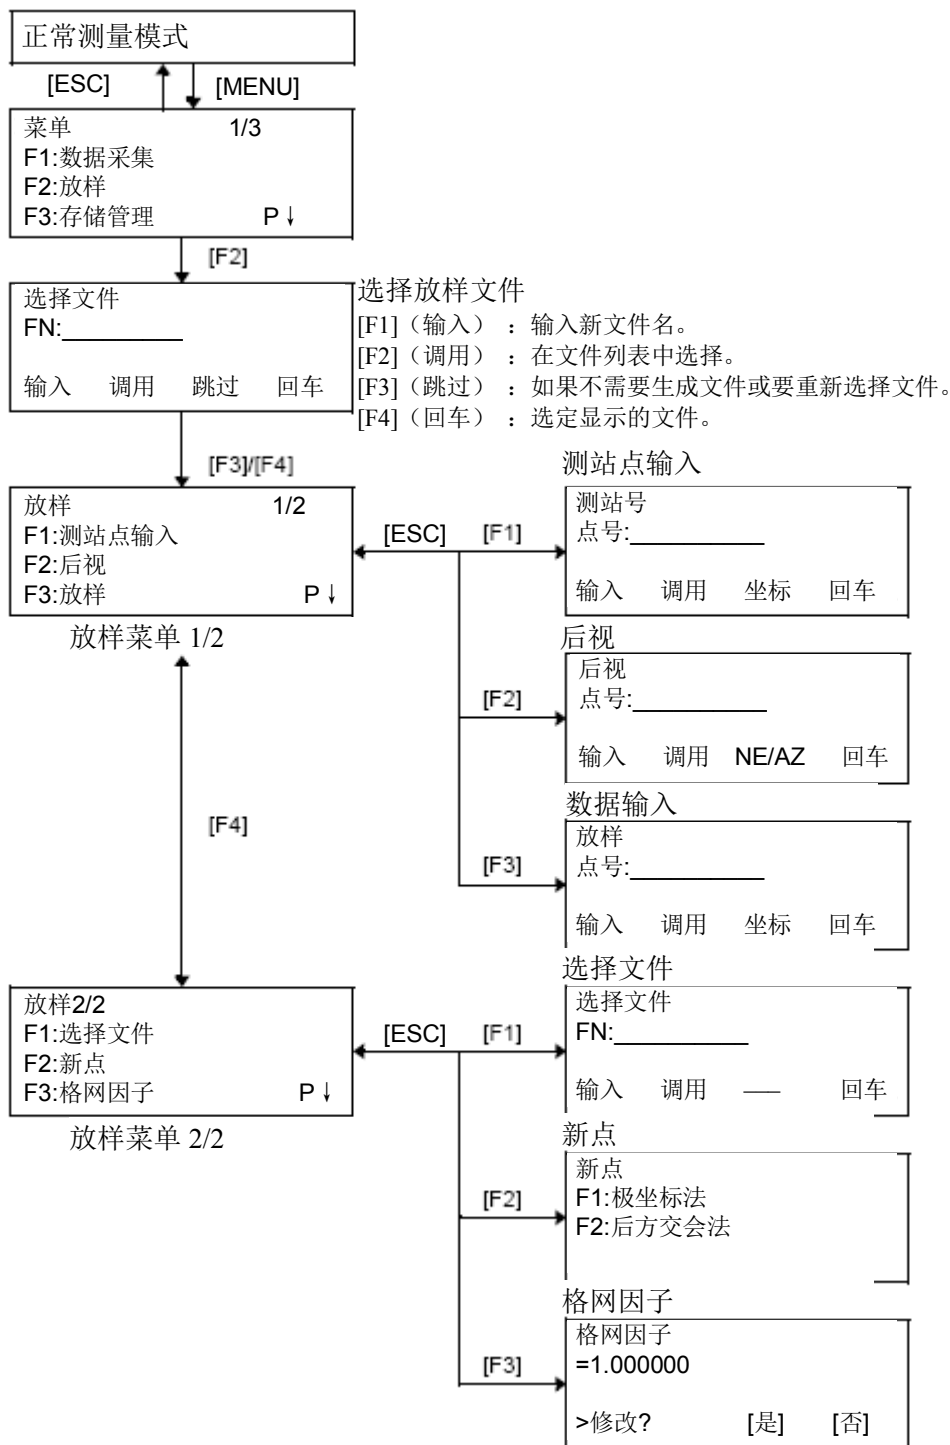 正常测量模式
[ESC] [MENU]
菜单 1/3
F1:数据采集
F2:放样
F3:存储管理 P↓
[F2]
选择文件
FN:_________
输入 调用 跳过 回车
选择放样文件
[F1]（输入）：输入新文件名。
[F2]（调用）：在文件列表中选择。
[F3]（跳过）：如果不需要生成文件或要重新选择文件。
[F4]（回车）：选定显示的文件。
[F3]/[F4]
放样 1/2
F1:测站点输入
F2:后视
F3:放样 P↓
放样菜单 1/2
[ESC] [F1]
测站点输入
测站号
点号:__________
输入 调用 坐标 回车
[F2]
后视
后视
点号:__________
输入 调用 NE/AZ 回车
[F3]
数据输入
放样
点号:__________
输入 调用 坐标 回车
[F4]
放样2/2
F1:选择文件
F2:新点
F3:格网因子 P↓
放样菜单 2/2
[ESC] [F1]
选择文件
选择文件
FN:__________
输入 调用 —— 回车
[F2]
新点
新点
F1:极坐标法
F2:后方交会法
[F3]
格网因子
格网因子
=1.000000
>修改? [是] [否]